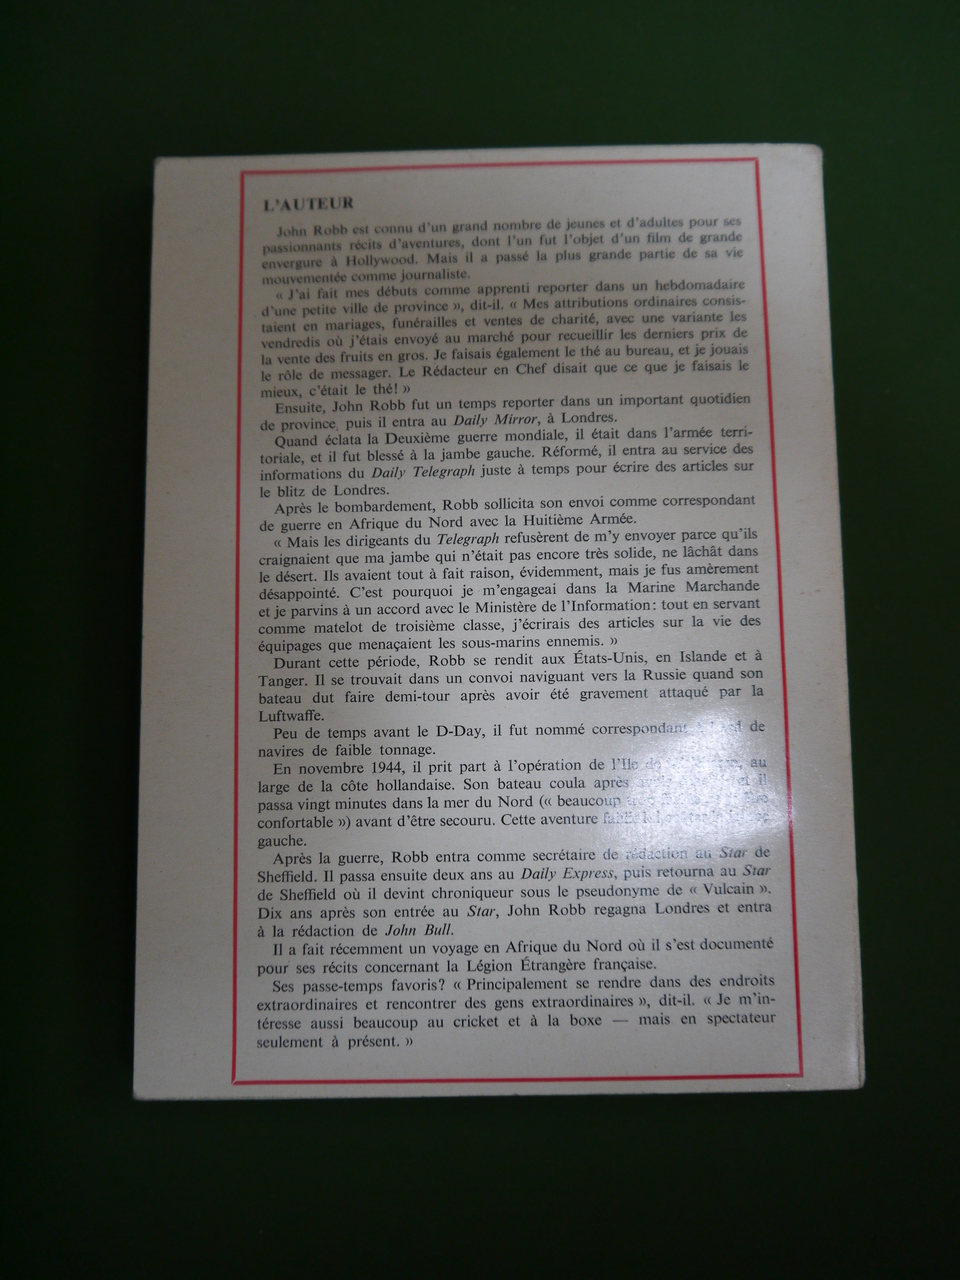 L'AUTEUR
John Robb est connu d'un grand nombre de jeunes et d'adultes pour ses
passionnants récits d'aventures, dont l'un fut l'objet d'un film de grande
envergure à Hollywood. Mais il a passé la plus grande partie de sa vie
mouvementée comme journaliste.
« J'ai fait mes débuts comme apprenti reporter dans un hebdomadaire
d'une petite ville de province », dit-il. « Mes attributions ordinaires consis-
taient en mariages, funérailles et ventes de charité, avec une variante les
vendredis où j'étais envoyé au marché pour recueillir les derniers prix de
la vente des fruits en gros. Je faisais également le thé au bureau, et je jouais
le rôle de messager. Le Rédacteur en Chef disait que ce que je faisais le
mieux, c'était le thé! »
Ensuite, John Robb fut un temps reporter dans un important quotidien
de province, puis il entra au Daily Mirror, à Londres.
Quand éclata la Deuxième guerre mondiale, il était dans l'armée terri-
toriale, et il fut blessé à la jambe gauche. Réformé, il entra au service des
informations du Daily Telegraph juste à temps pour écrire des articles sur
le blitz de Londres.
Après le bombardement, Robb sollicita son envoi comme correspondant
de guerre en Afrique du Nord avec la Huitième Armée.
« Mais les dirigeants du Telegraph refusèrent de m'y envoyer parce qu'ils
craignaient que ma jambe qui n'était pas encore très solide, ne lâchât dans
le désert. Ils avaient tout à fait raison, évidemment, mais je fus amèrement
désappointé. C'est pourquoi je m'engageai dans la Marine Marchande
et je parvins à un accord avec le Ministère de l'Information: tout en servant
comme matelot de troisième classe, j'écrirais des articles sur la vie des
équipages que menaçaient les sous-marins ennemis. »
Durant cette période, Robb se rendit aux États-Unis, en Islande et à
Tanger. Il se trouvait dans un convoi naviguant vers la Russie quand son
bateau dut faire demi-tour après avoir été gravement attaqué par la
Luftwaffe.
Peu de temps avant le D-Day, il fut nommé correspondant à bord de
navires de faible tonnage.
En novembre 1944, il prit part à l'opération de l'Ile au
large de la côte hollandaise. Son bateau coula après et il
passa vingt minutes dans la mer du Nord (« beaucoup
confortable ») avant d'être secouru. Cette aventure
gauche.
Après la guerre, Robb entra comme secrétaire de rédaction au Star de
Sheffield. Il passa ensuite deux ans au Daily Express, puis retourna au Star
de Sheffield où il devint chroniqueur sous le pseudonyme de « Vulcain ».
Dix ans après son entrée au Star, John Robb regagna Londres et entra
à la rédaction de John Bull.
Il a fait récemment un voyage en Afrique du Nord où il s'est documenté
pour ses récits concernant la Légion Étrangère française.
Ses passe-temps favoris? « Principalement se rendre dans des endroits
extraordinaires et rencontrer des gens extraordinaires », dit-il. « Je m'in-
téresse aussi beaucoup au cricket et à la boxe — mais en spectateur
seulement à présent. »